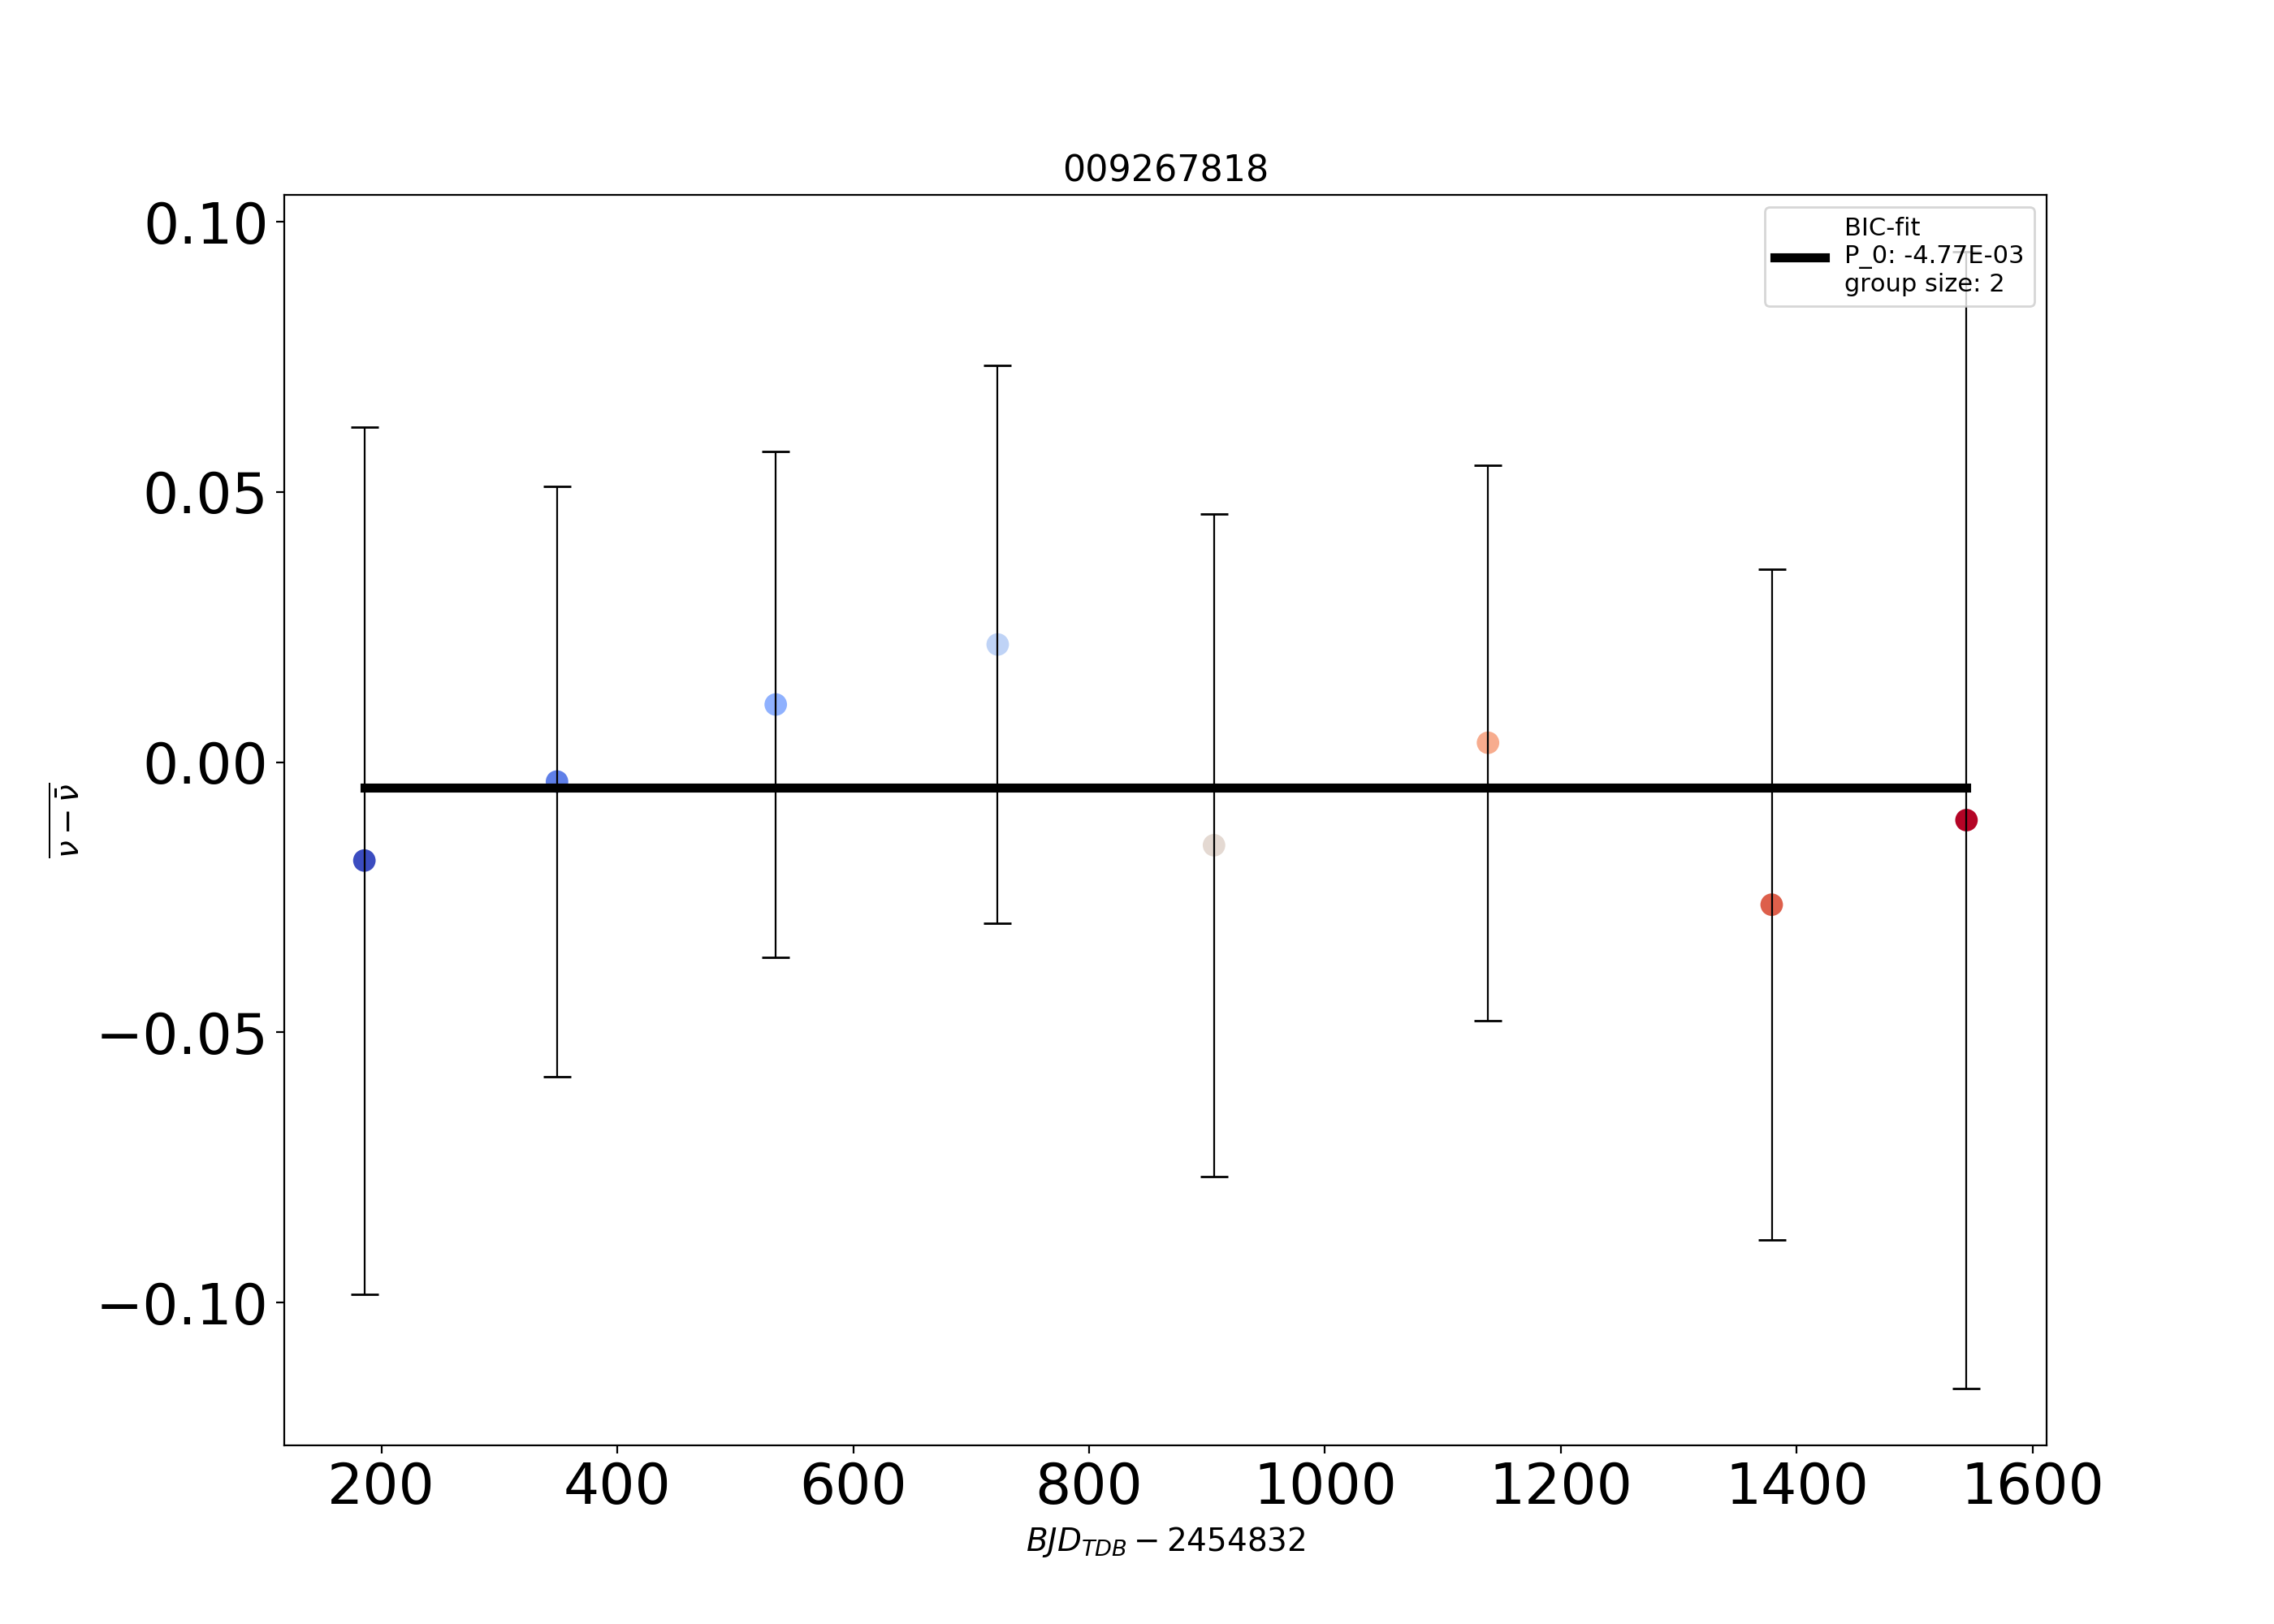 009267818
BIC-fit
P_0: -4.77E-03
group size: 2
0.10
0.05
0.00
−0.05
−0.10
ν − ν̄
200 400 600 800 1000 1200 1400 1600
BJD_TDB − 2454832